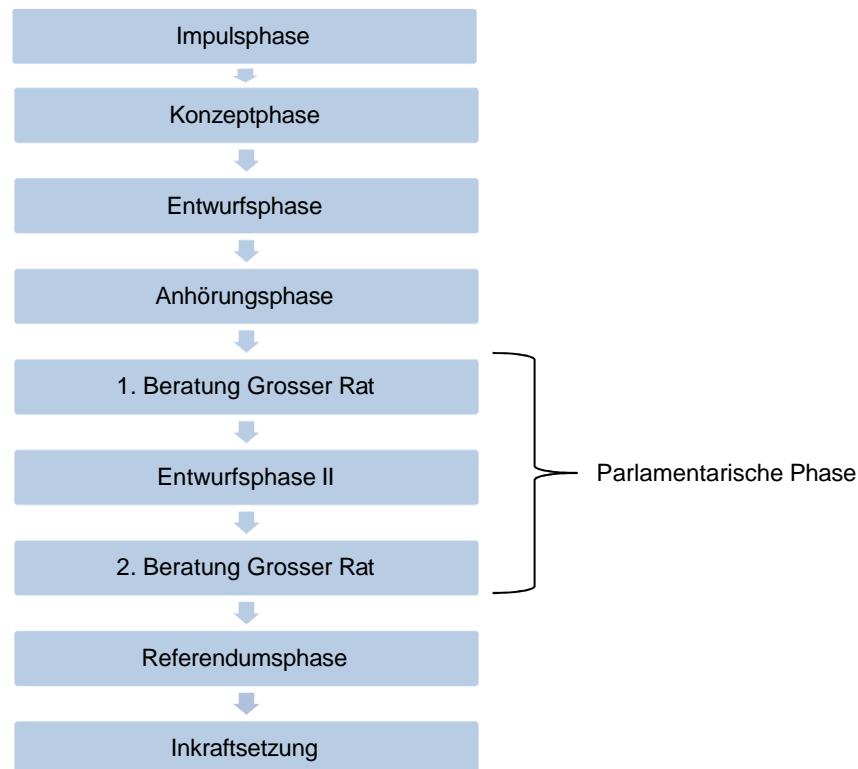 Impulsphase
Konzeptphase
Entwurfsphase
Anhörungsphase
1. Beratung Grosser Rat
Entwurfsphase II
Parlamentarische Phase
2. Beratung Grosser Rat
Referendumsphase
Inkraftsetzung